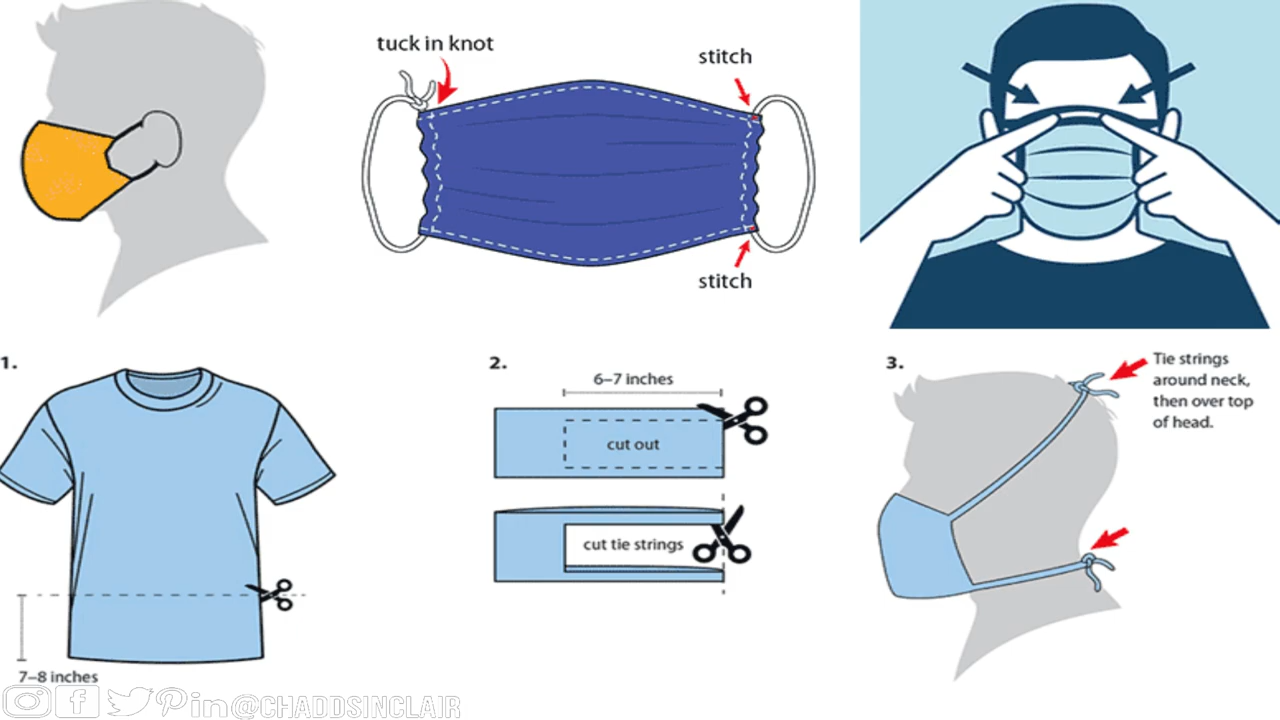 tuck in knot
stitch
stitch
1.
7–8 inches
2.
6–7 inches
cut out
cut tie strings
3.
Tie strings
around neck,
then over top
of head.
@CHADDSINCLAIR